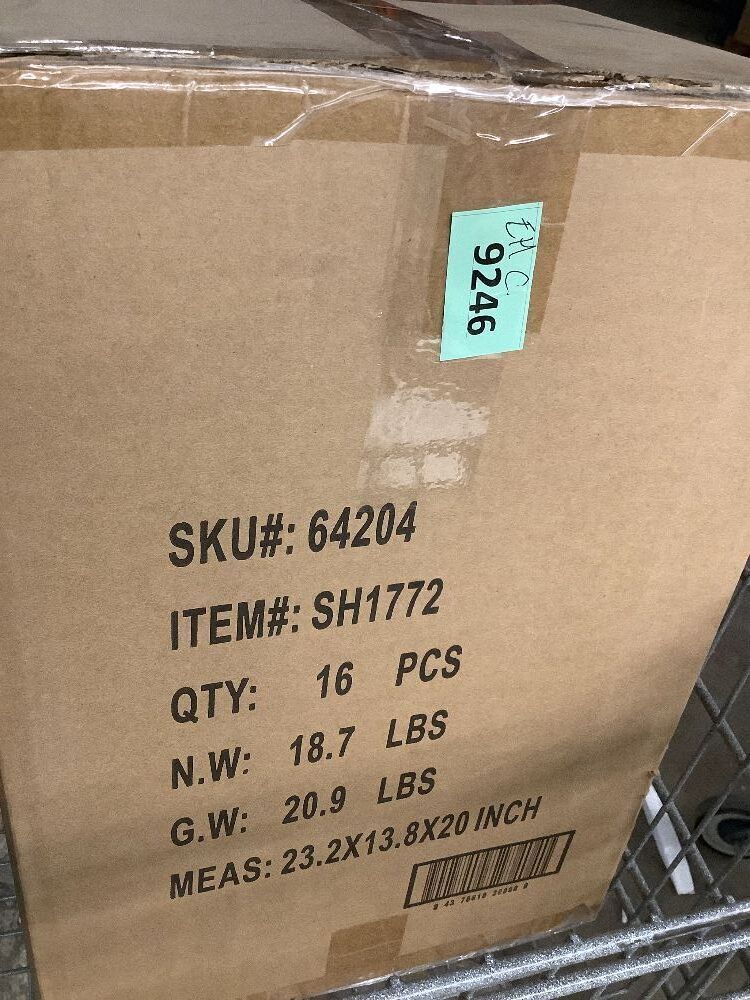 9246
SKU#: 64204
ITEM#: SH1772
QTY: 16 PCS
N.W: 18.7 LBS
G.W: 20.9 LBS
MEAS: 23.2X13.8X20 INCH